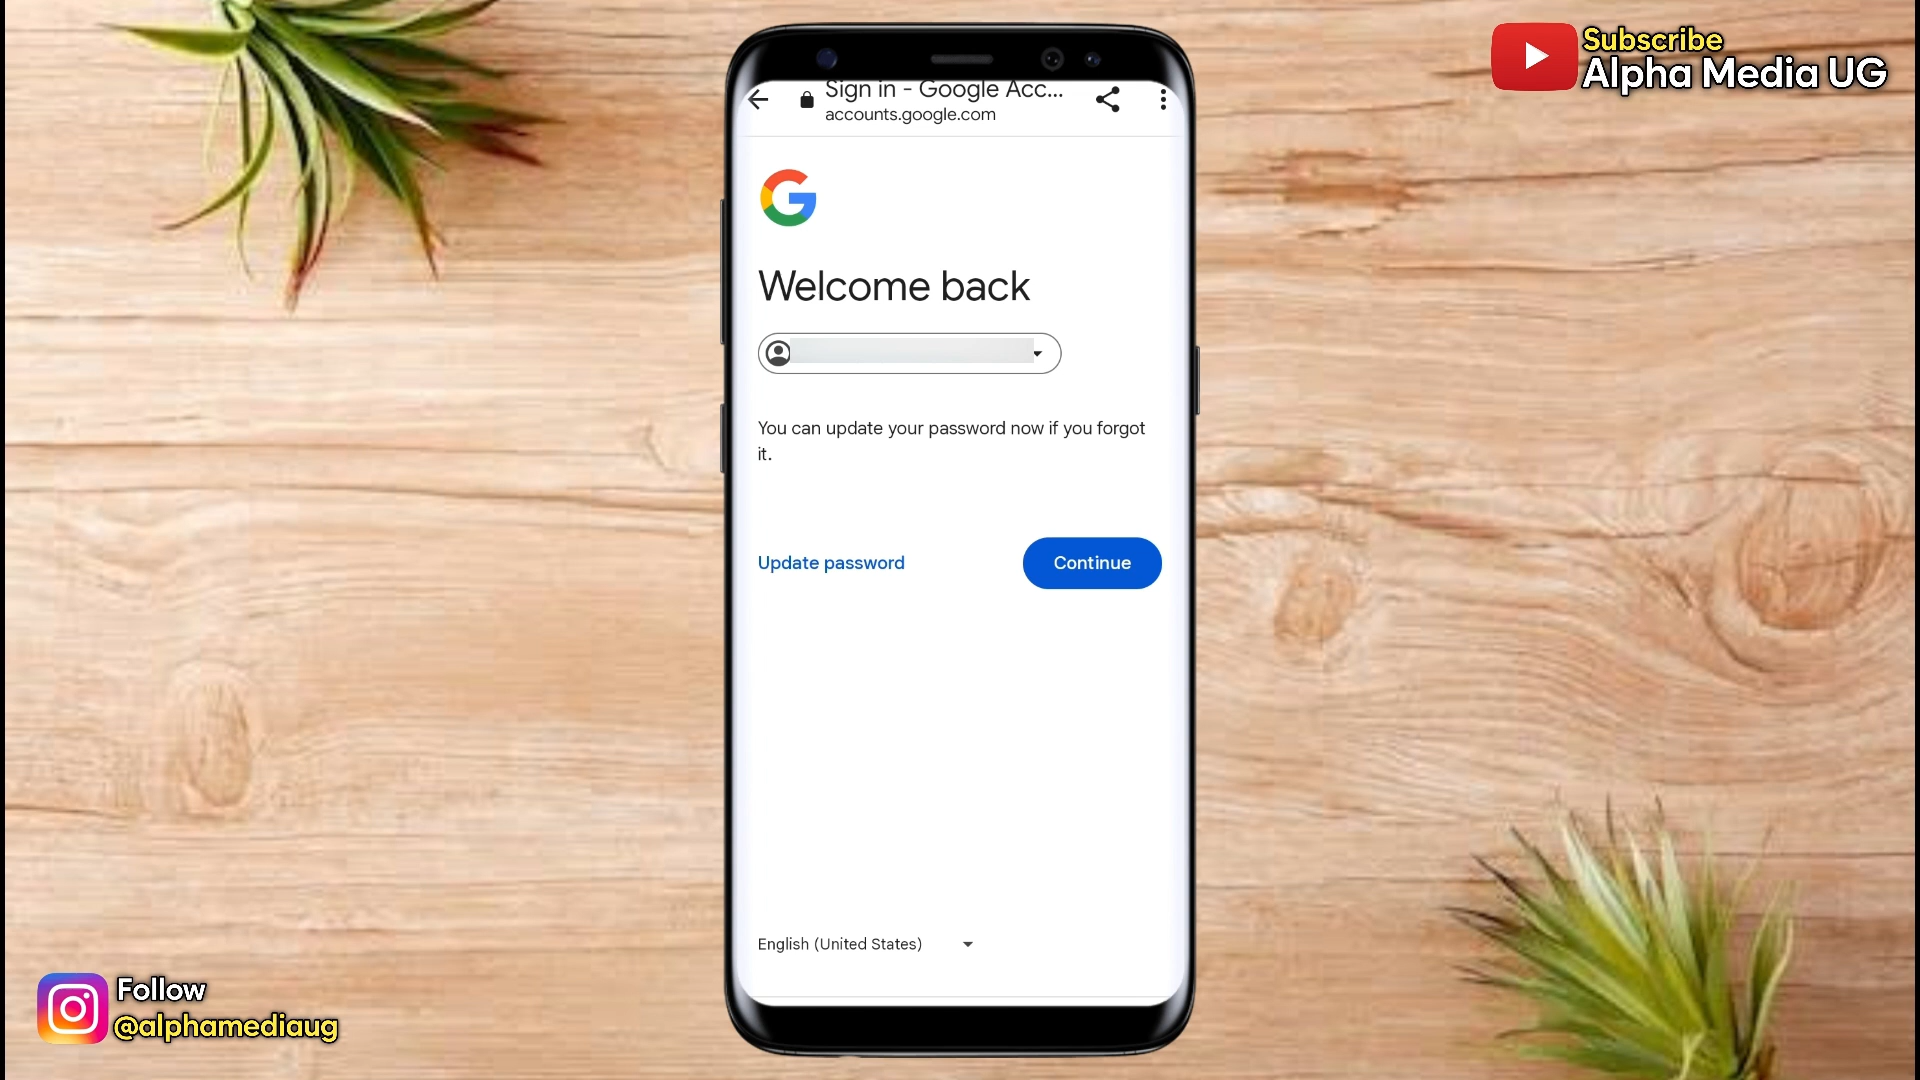 Subscribe
Alpha Media UG
Sign in - Google Acc...
accounts.google.com
Welcome back
You can update your password now if you forgot
it.
Update password
Continue
English (United States)
Follow
@alphamediaug